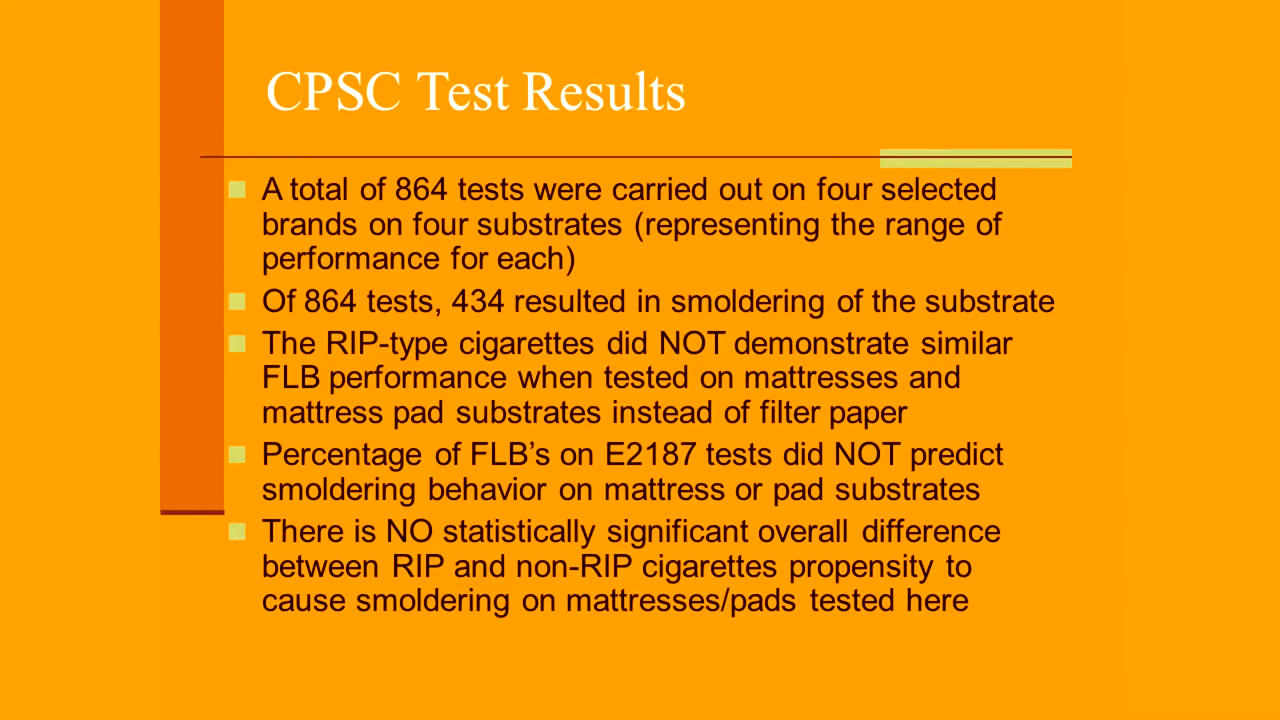 CPSC Test Results
A total of 864 tests were carried out on four selected
brands on four substrates (representing the range of
performance for each)
Of 864 tests, 434 resulted in smoldering of the substrate
The RIP-type cigarettes did NOT demonstrate similar
FLB performance when tested on mattresses and
mattress pad substrates instead of filter paper
Percentage of FLB’s on E2187 tests did NOT predict
smoldering behavior on mattress or pad substrates
There is NO statistically significant overall difference
between RIP and non-RIP cigarettes propensity to
cause smoldering on mattresses/pads tested here